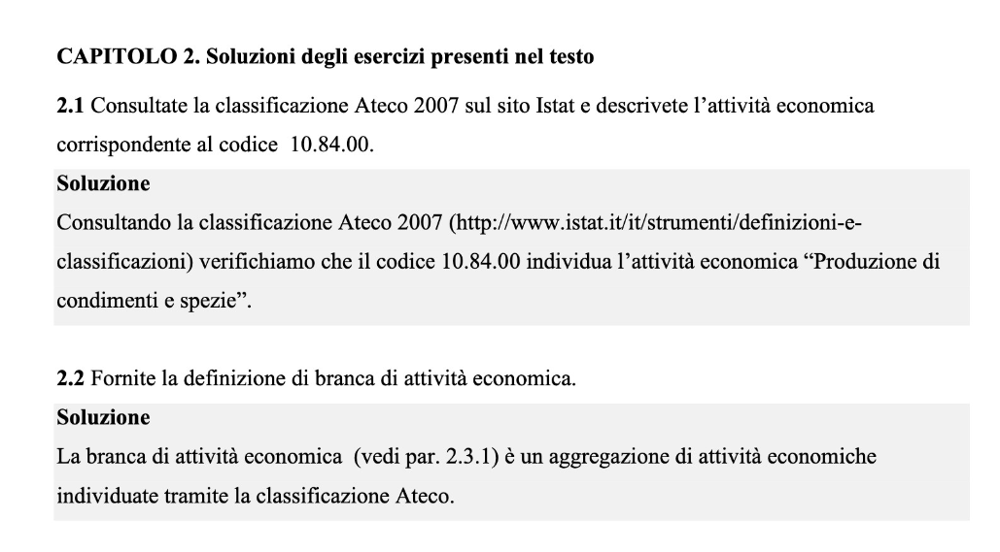 CAPITOLO 2. Soluzioni degli esercizi presenti nel testo
2.1 Consultate la classificazione Ateco 2007 sul sito Istat e descrivete l’attività economica
corrispondente al codice  10.84.00.
Soluzione
Consultando la classificazione Ateco 2007 (http://www.istat.it/it/strumenti/definizioni-e-
classificazioni) verifichiamo che il codice 10.84.00 individua l’attività economica “Produzione di
condimenti e spezie”.
2.2 Fornite la definizione di branca di attività economica.
Soluzione
La branca di attività economica  (vedi par. 2.3.1) è un aggregazione di attività economiche
individuate tramite la classificazione Ateco.